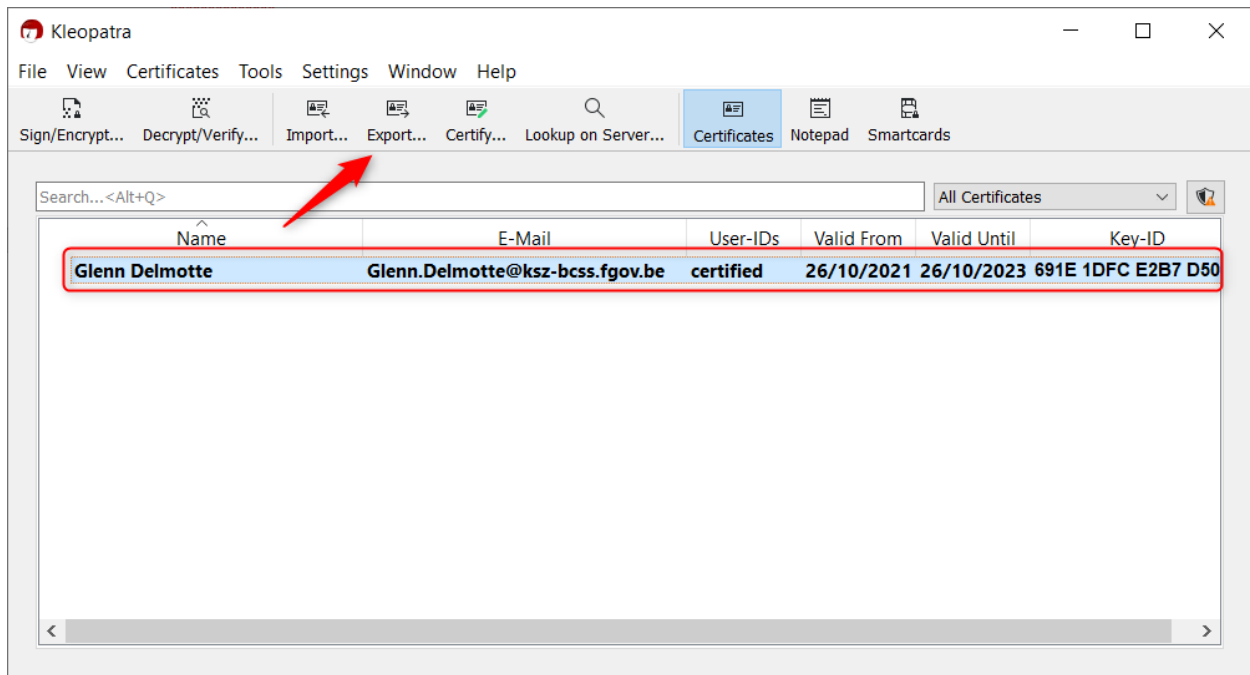 Kleopatra
File View Certificates Tools Settings Window Help
Sign/Encrypt... Decrypt/Verify... Import... Export... Certify... Lookup on Server... Certificates Notepad Smartcards
Search...<Alt+Q> All Certificates
Name E-Mail User-IDs Valid From Valid Until Key-ID
Glenn Delmotte Glenn.Delmotte@ksz-bcss.fgov.be certified 26/10/2021 26/10/2023 691E 1DFC E2B7 D50